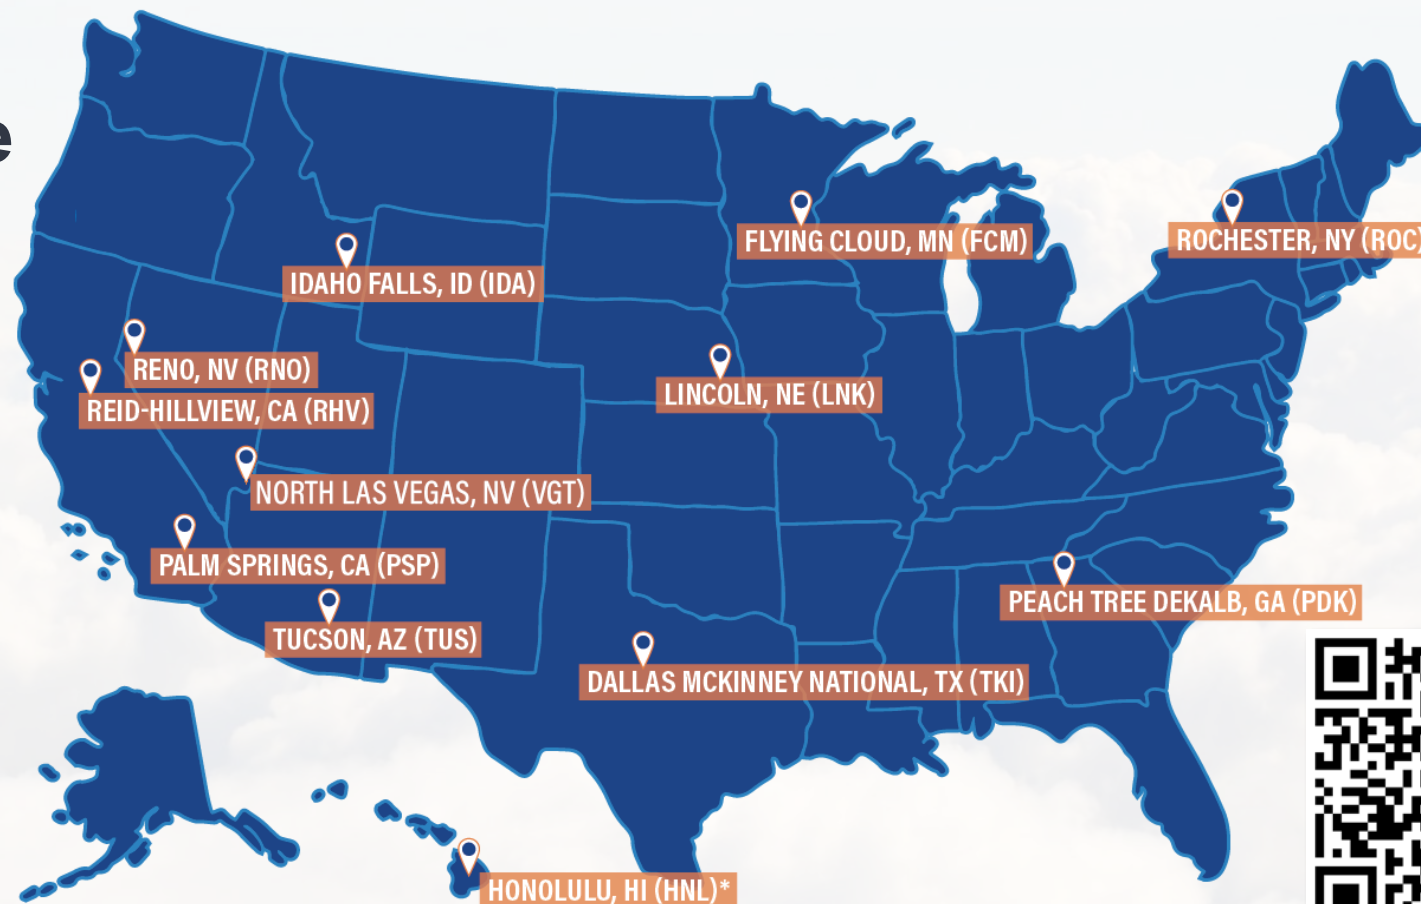 e
FLYING CLOUD, MN (FCM)
ROCHESTER, NY (ROC)
IDAHO FALLS, ID (IDA)
RENO, NV (RNO)
LINCOLN, NE (LNK)
REID-HILLVIEW, CA (RHV)
NORTH LAS VEGAS, NV (VGT)
PALM SPRINGS, CA (PSP)
PEACH TREE DEKALB, GA (PDK)
TUCSON, AZ (TUS)
DALLAS MCKINNEY NATIONAL, TX (TKI)
HONOLULU, HI (HNL)*